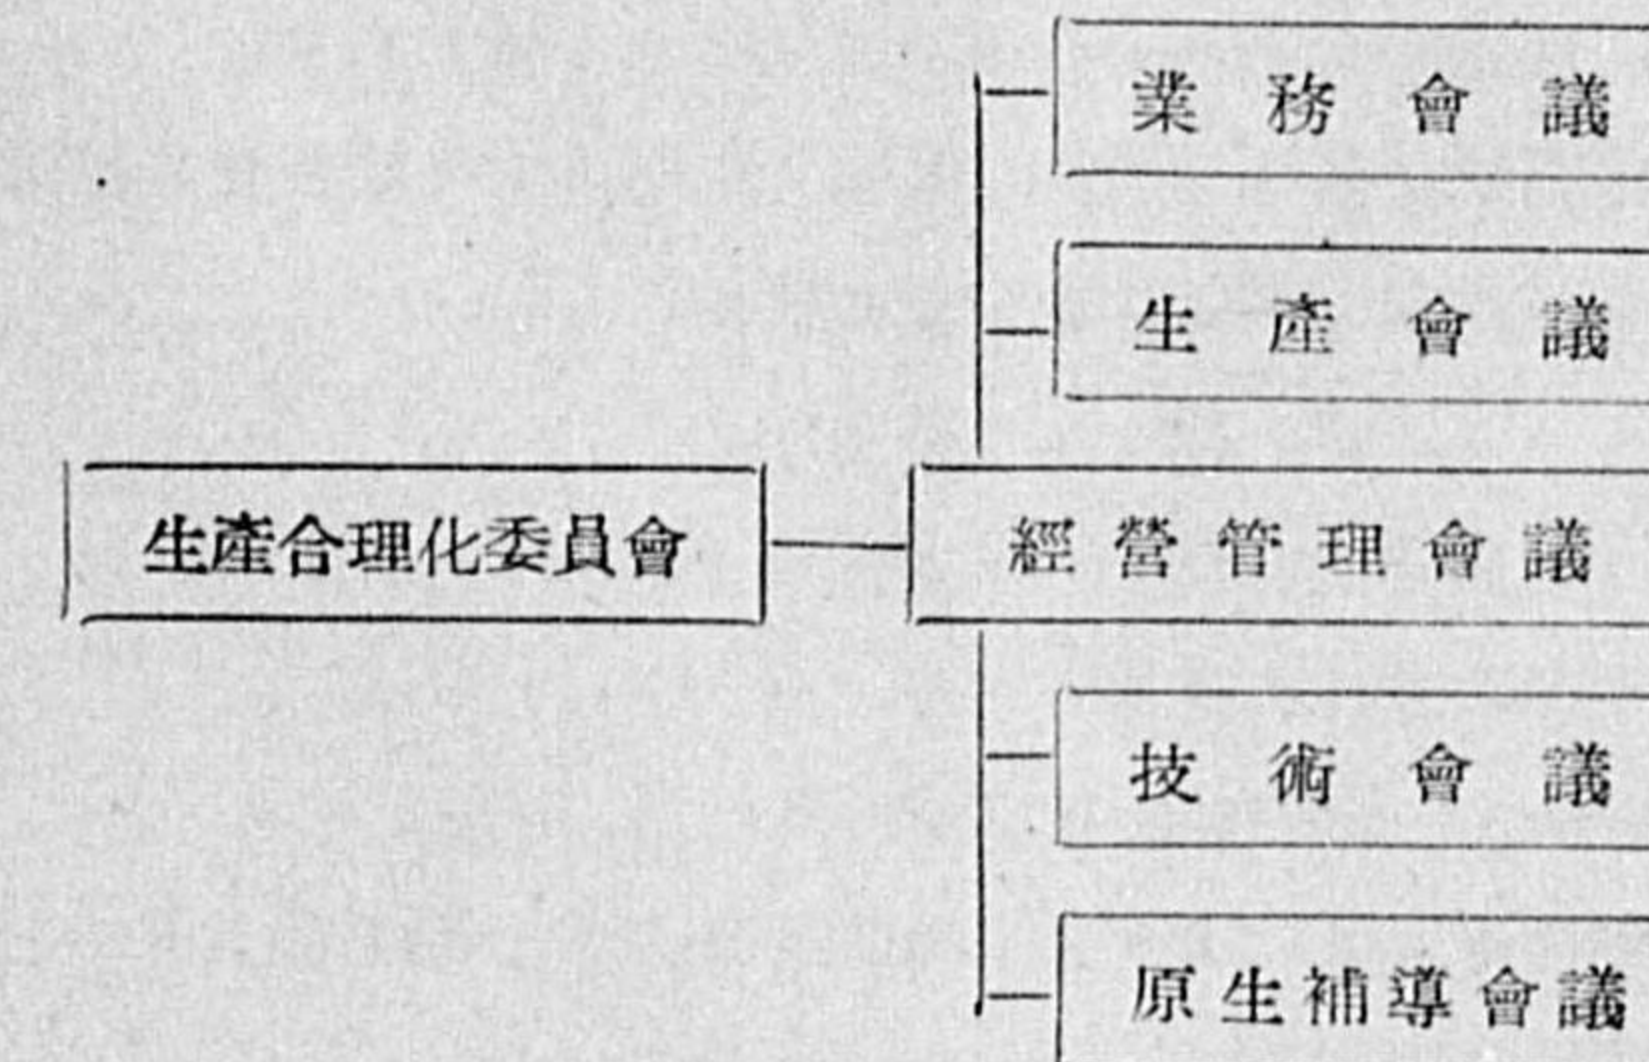 業務會議
生產會議
生產合理化委員會
經營管理會議
技術會議
原生補導會議